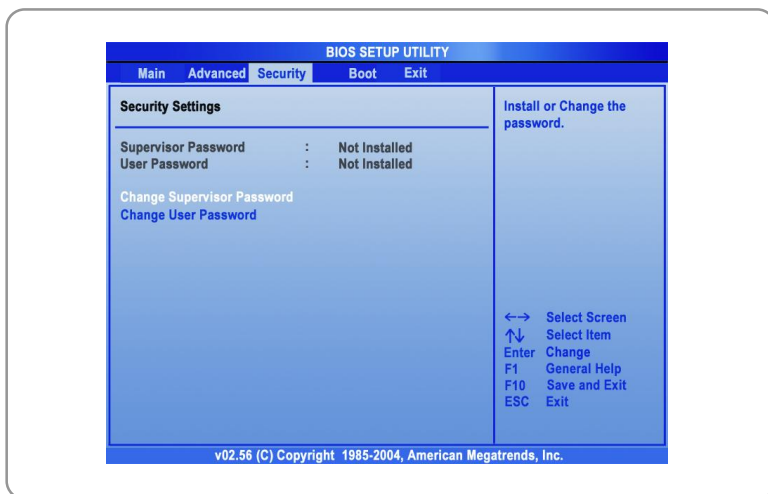 BIOS SETUP UTILITY
Main Advanced Security Boot Exit
Security Settings
Supervisor Password : Not Installed
User Password : Not Installed
Change Supervisor Password
Change User Password
Install or Change the
password.
←→ Select Screen
↑↓ Select Item
Enter Change
F1 General Help
F10 Save and Exit
ESC Exit
v02.56 (C) Copyright 1985-2004, American Megatrends, Inc.